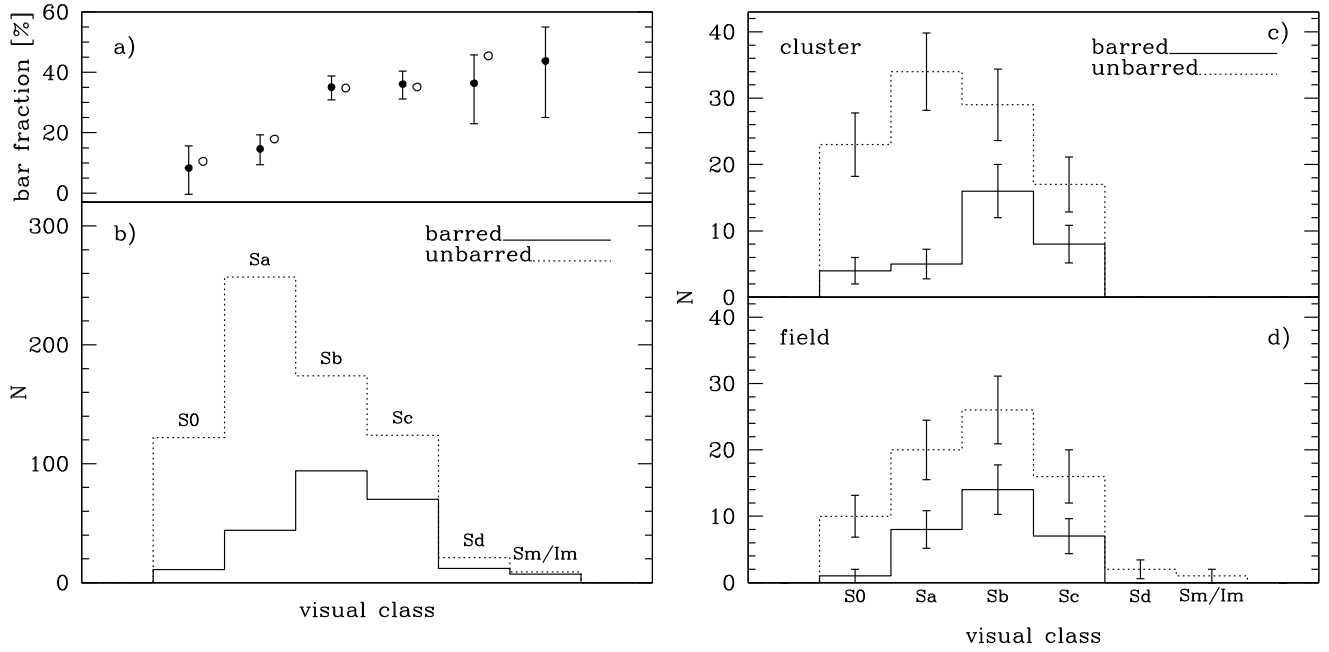 bar fraction [%]
60
40
20
0
a)
N
300
200
100
0
b)
barred
unbarred
S0
Sa
Sb
Sc
Sd
Sm/Im
visual class
N
40
30
20
10
0
cluster
c)
barred
unbarred
40
30
20
10
0
field
d)
S0 Sa Sb Sc Sd Sm/Im
visual class